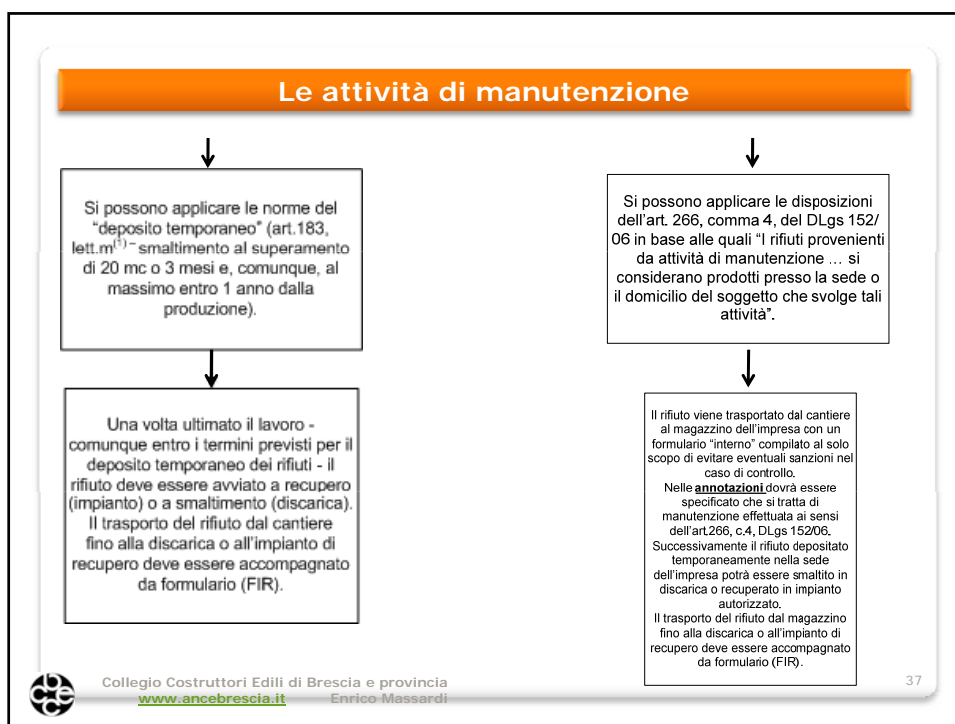 Le attività di manutenzione
Si possono applicare le norme del
"deposito temporaneo" (art.183,
lett.m(1) – smaltimento al superamento
di 20 mc o 3 mesi e, comunque, al
massimo entro 1 anno dalla
produzione).
Una volta ultimato il lavoro -
comunque entro i termini previsti per il
deposito temporaneo dei rifiuti - il
rifiuto deve essere avviato a recupero
(impianto) o a smaltimento (discarica).
Il trasporto del rifiuto dal cantiere
fino alla discarica o all'impianto di
recupero deve essere accompagnato
da formulario (FIR).
Si possono applicare le disposizioni
dell'art. 266, comma 4, del DLgs 152/
06 in base alle quali "I rifiuti provenienti
da attività di manutenzione … si
considerano prodotti presso la sede o
il domicilio del soggetto che svolge tali
attività".
Il rifiuto viene trasportato dal cantiere
al magazzino dell'impresa con un
formulario "interno" compilato al solo
scopo di evitare eventuali sanzioni nel
caso di controllo.
Nelle annotazioni dovrà essere
specificato che si tratta di
manutenzione effettuata ai sensi
dell'art.266, c.4, DLgs 152/06.
Successivamente il rifiuto depositato
temporaneamente nella sede
dell'impresa potrà essere smaltito in
discarica o recuperato in impianto
autorizzato.
Il trasporto del rifiuto dal magazzino
fino alla discarica o all'impianto di
recupero deve essere accompagnato
da formulario (FIR).
Collegio Costruttori Edili di Brescia e provincia
www.ancebrescia.it Enrico Massardi
37